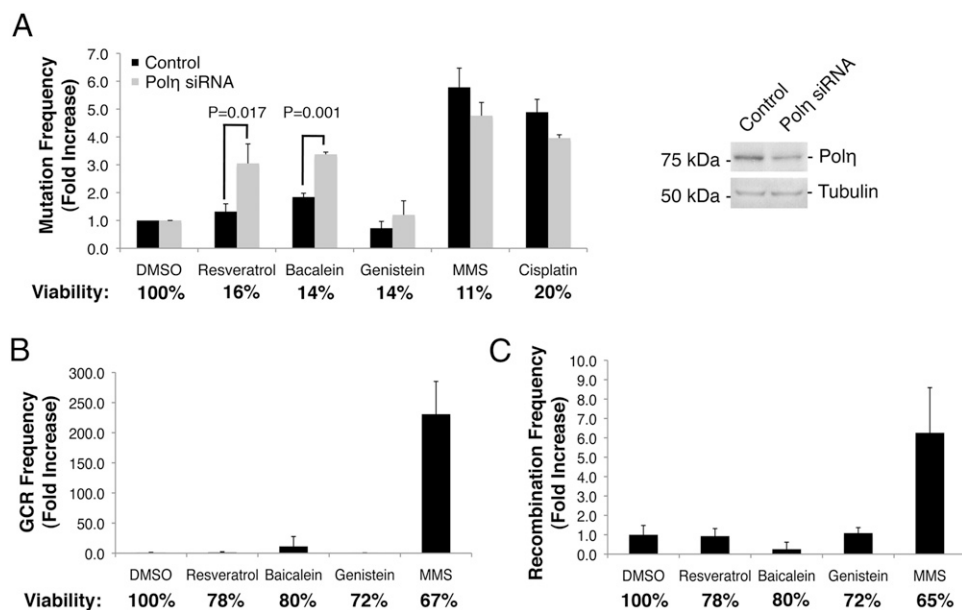 A
Mutation Frequency
(Fold Increase)
7.0
6.0
5.0
4.0
3.0
2.0
1.0
0.0
Control
Polη siRNA
P=0.017
P=0.001
DMSO Resveratrol Bacalein Genistein MMS Cisplatin
Viability: 100% 16% 14% 14% 11% 20%
Control
Polη siRNA
75 kDa - - Polη
50 kDa - - Tubulin
B
GCR Frequency
(Fold Increase)
300.0
250.0
200.0
150.0
100.0
50.0
0.0
DMSO Resveratrol Baicalein Genistein MMS
Viability: 100% 78% 80% 72% 67%
C
Recombination Frequency
(Fold Increase)
10.0
9.0
8.0
7.0
6.0
5.0
4.0
3.0
2.0
1.0
0.0
DMSO Resveratrol Baicalein Genistein MMS
100% 78% 80% 72% 65%